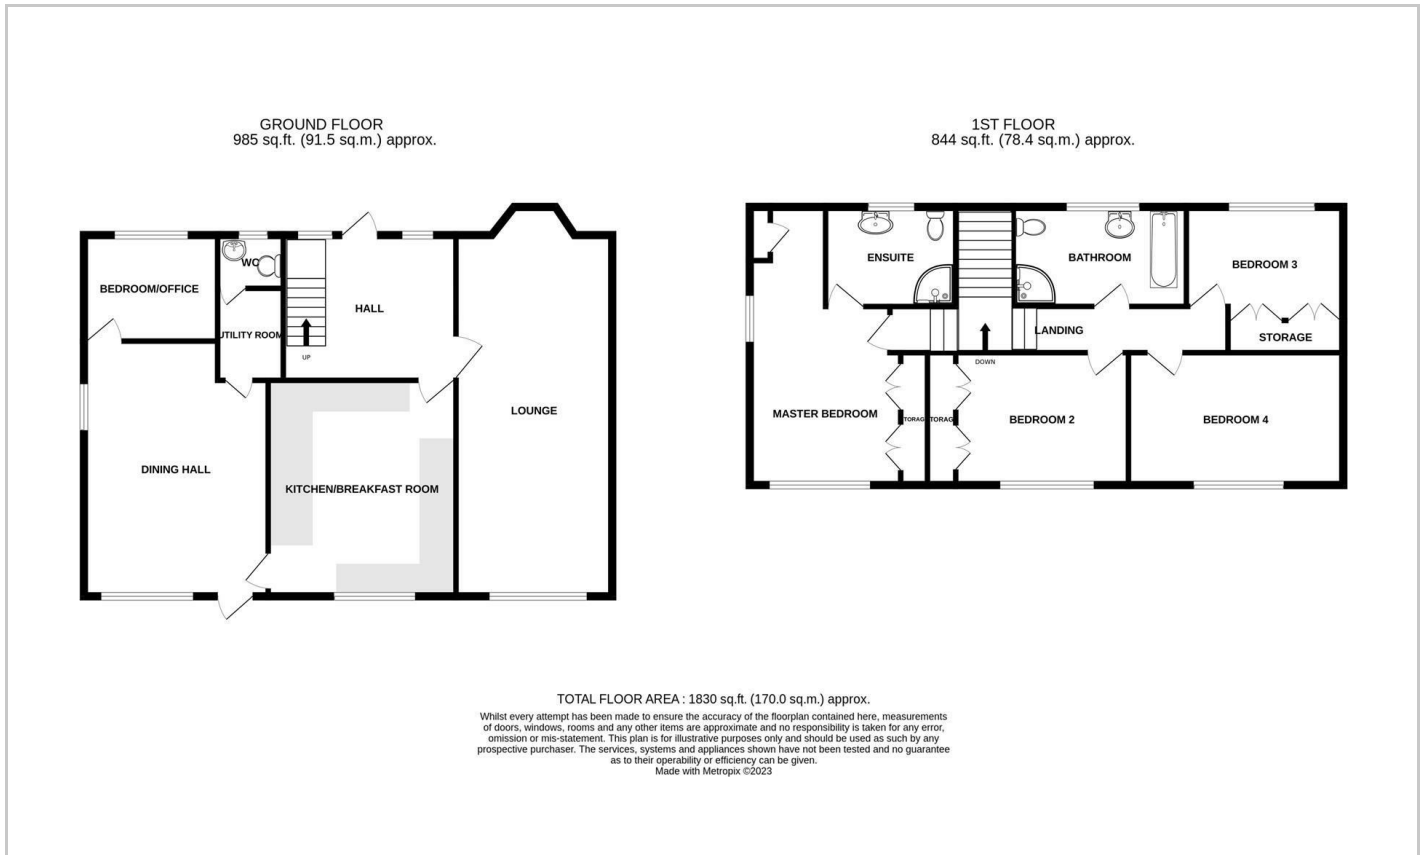 GROUND FLOOR
985 sq.ft. (91.5 sq.m.) approx.
BEDROOM/OFFICE
WC
UTILITY ROOM
HALL
UP
LOUNGE
DINING HALL
KITCHEN/BREAKFAST ROOM
1ST FLOOR
844 sq.ft. (78.4 sq.m.) approx.
ENSUITE
BATHROOM
BEDROOM 3
LANDING
STORAGE
DOWN
MASTER BEDROOM
TORAG
TORAG
BEDROOM 2
BEDROOM 4
TOTAL FLOOR AREA : 1830 sq.ft. (170.0 sq.m.) approx.
Whilst every attempt has been made to ensure the accuracy of the floorplan contained here, measurements
of doors, windows, rooms and any other items are approximate and no responsibility is taken for any error,
omission or mis-statement. This plan is for illustrative purposes only and should be used as such by any
prospective purchaser. The services, systems and appliances shown have not been tested and no guarantee
as to their operability or efficiency can be given.
Made with Metropix ©2023